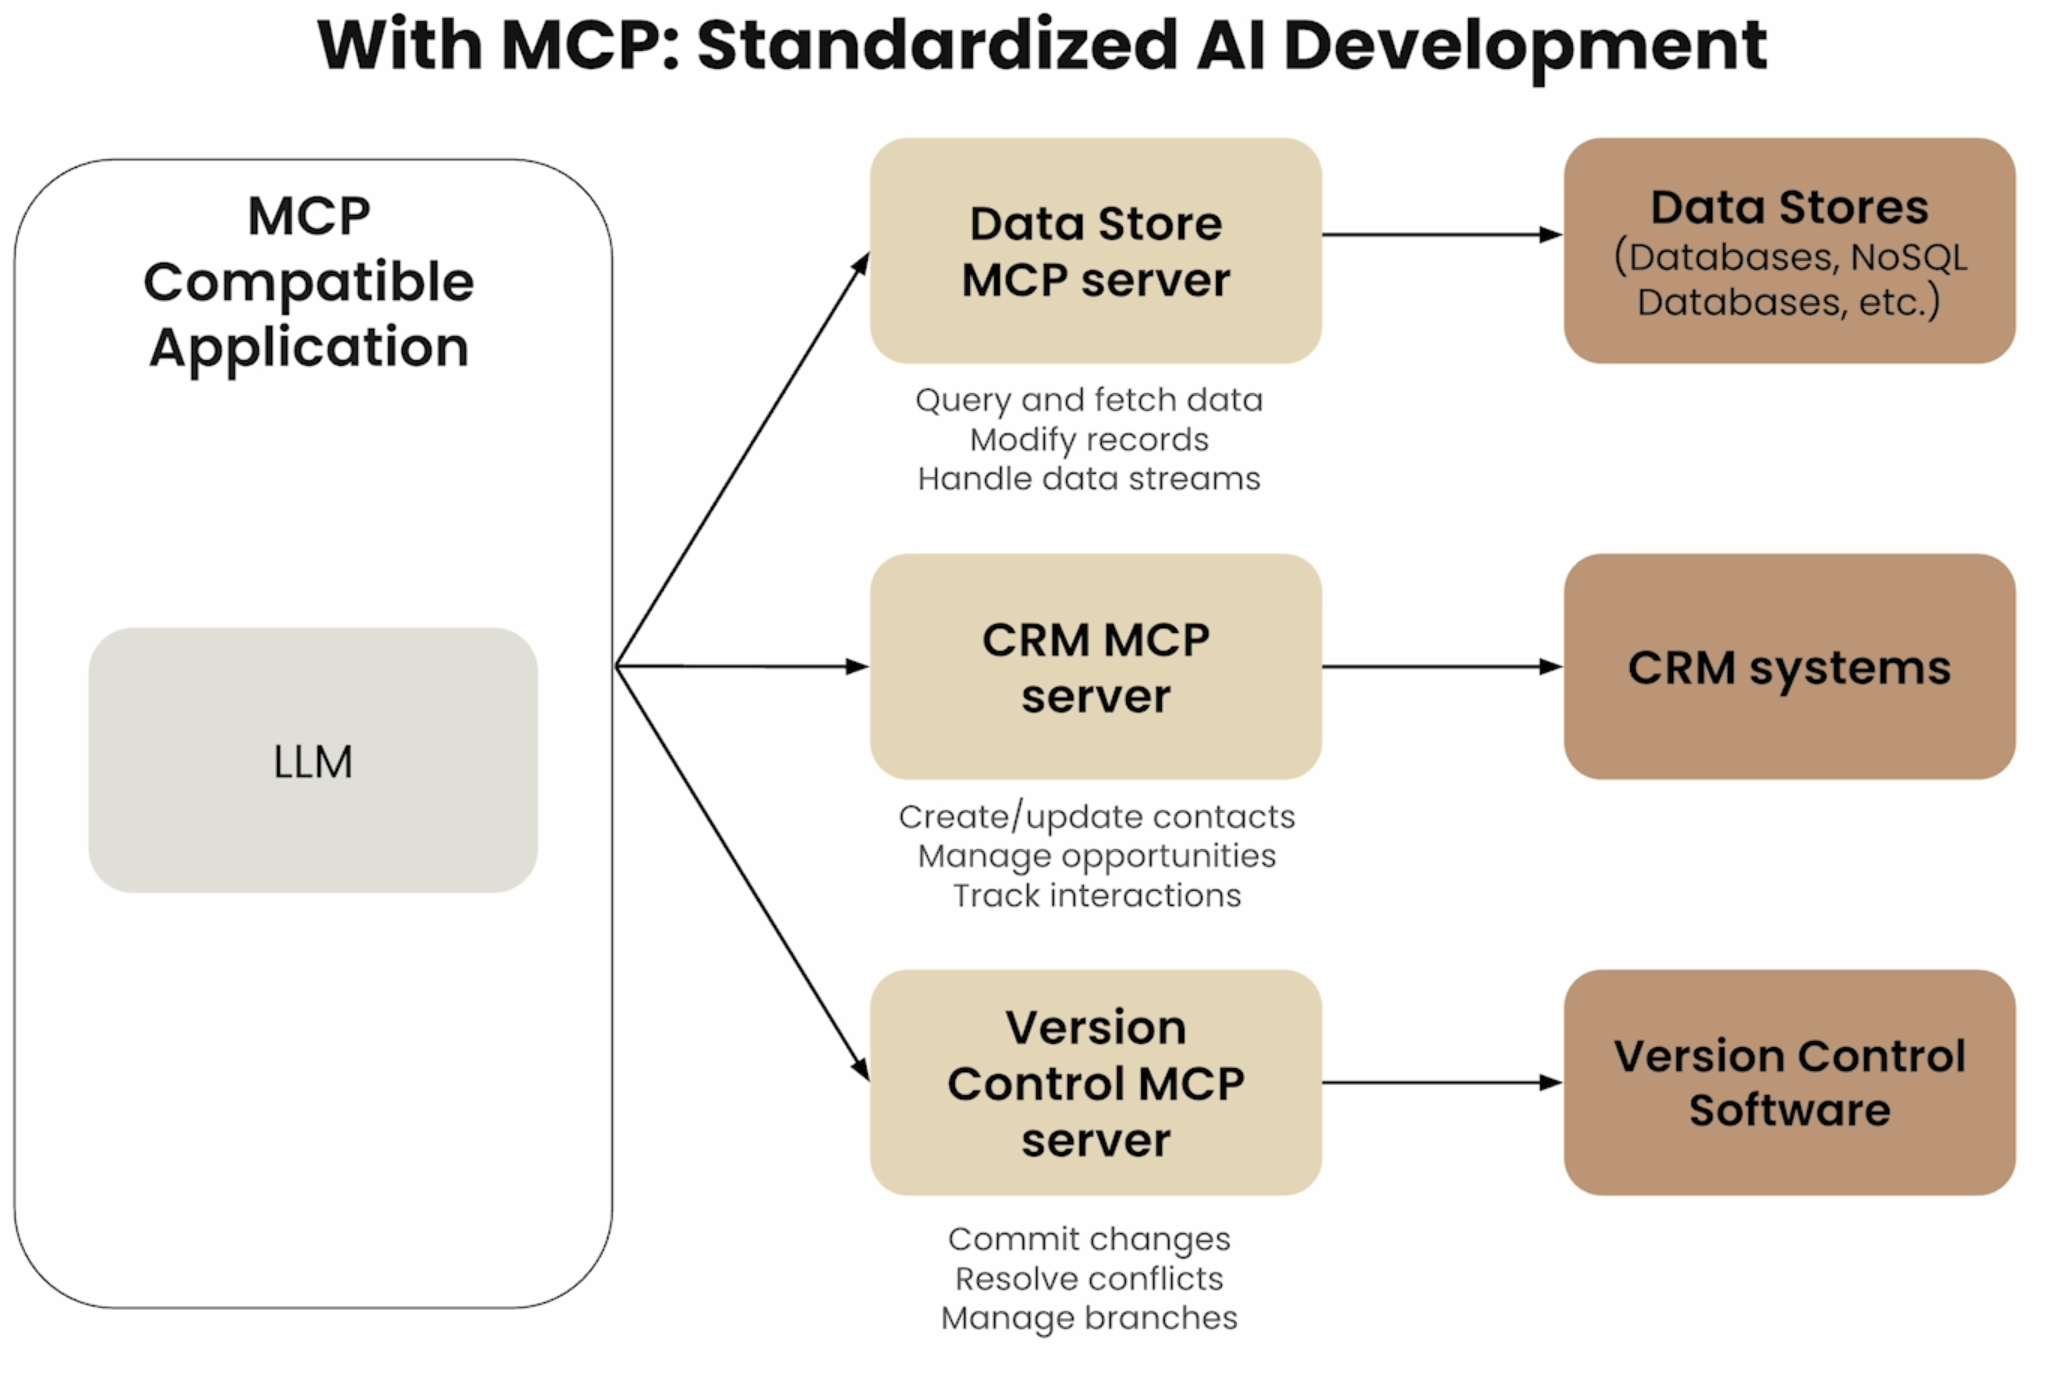 With MCP: Standardized AI Development
MCP
Compatible
Application
LLM
Data Store
MCP server
Query and fetch data
Modify records
Handle data streams
Data Stores
(Databases, NoSQL
Databases, etc.)
CRM MCP
server
Create/update contacts
Manage opportunities
Track interactions
CRM systems
Version
Control MCP
server
Commit changes
Resolve conflicts
Manage branches
Version Control
Software